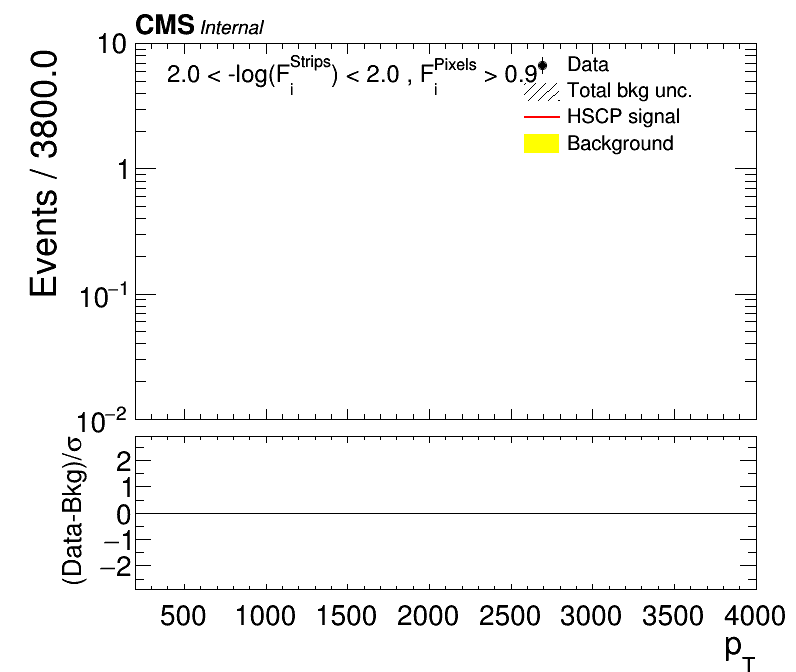 CMS Internal
Events / 3800.0
10
1
10⁻¹
10⁻²
2.0 < -log(F_i^Strips) < 2.0 , F_i^Pixels > 0.9
Data
Total bkg unc.
HSCP signal
Background
(Data-Bkg)/σ
2
1
0
−1
−2
500 1000 1500 2000 2500 3000 3500 4000
p_T